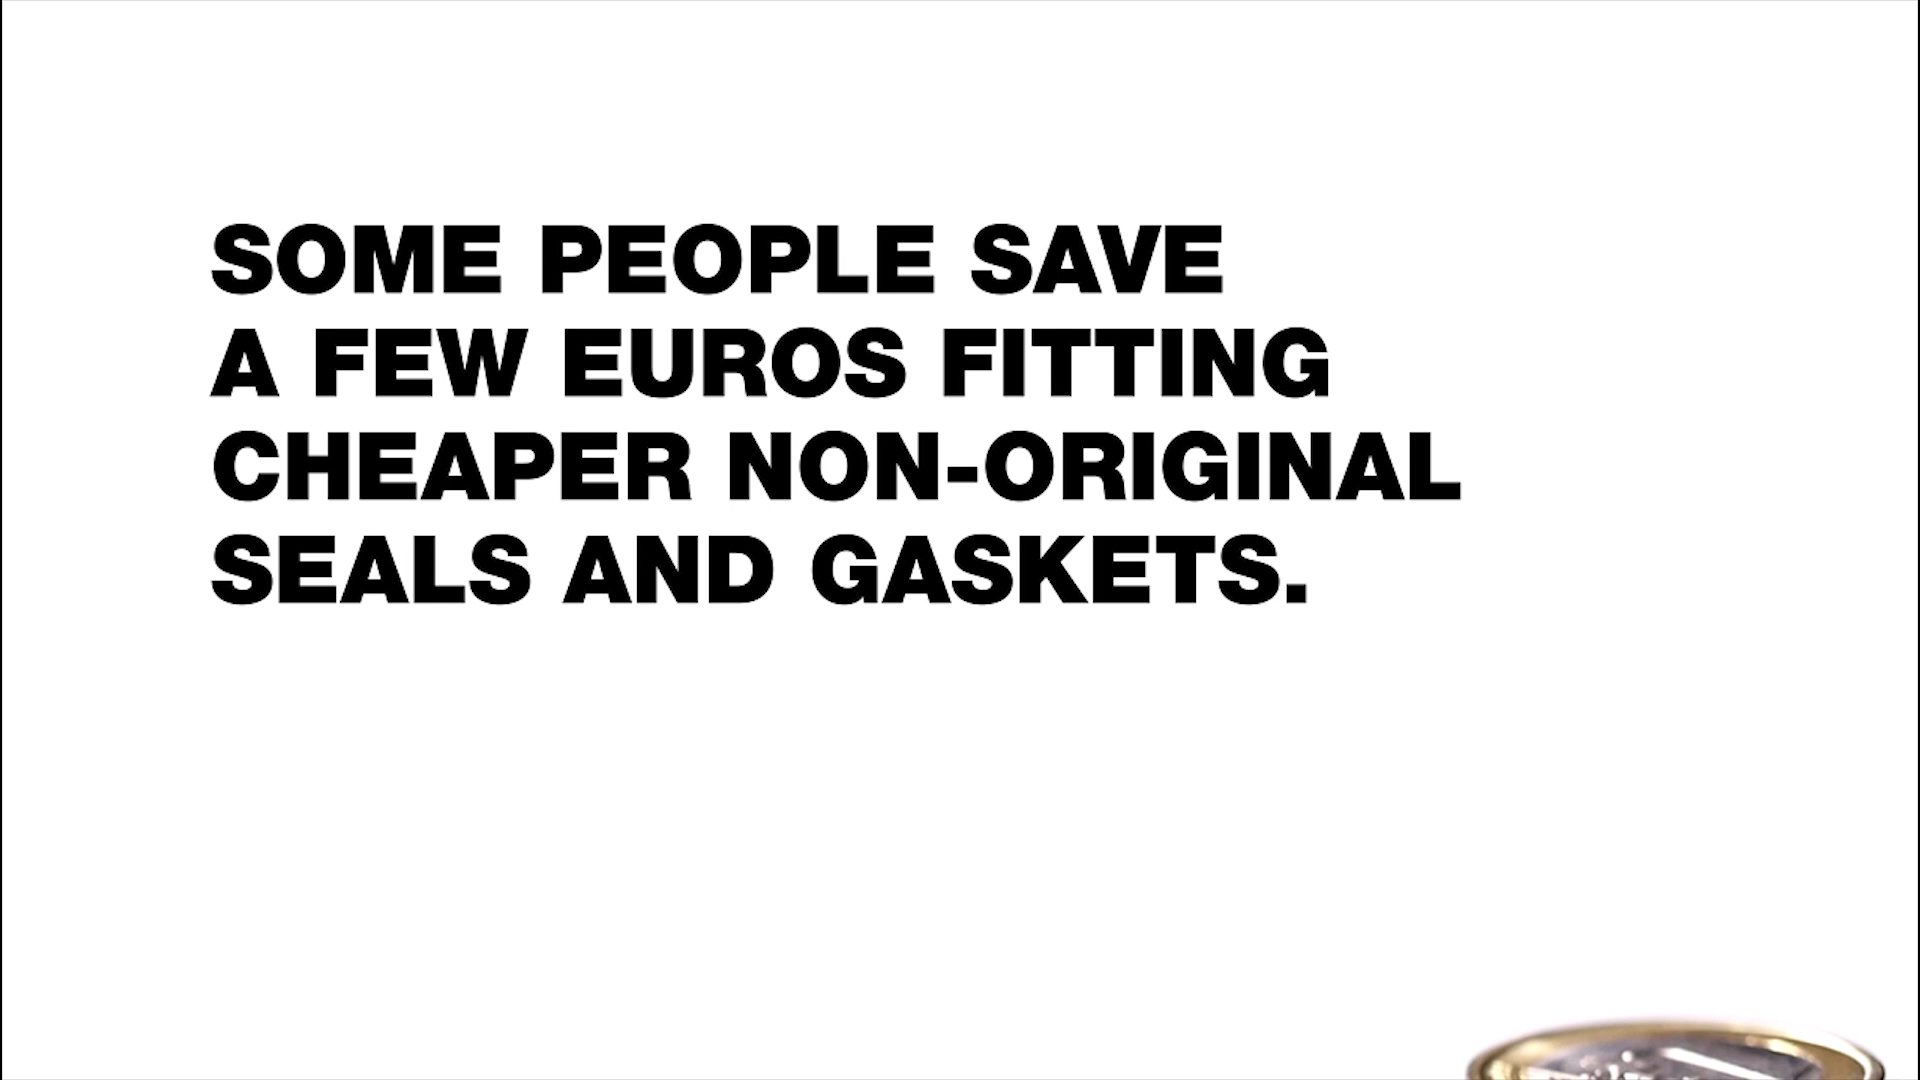 SOME PEOPLE SAVE
A FEW EUROS FITTING
CHEAPER NON-ORIGINAL
SEALS AND GASKETS.